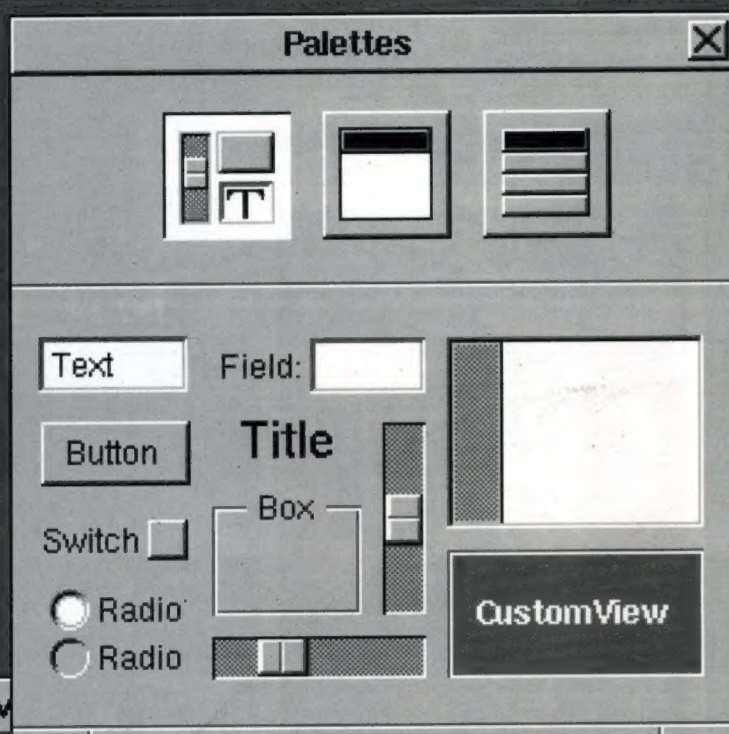 Palettes
T
Text
Field:
Button
Title
Box
Switch
Radio
Radio
CustomView